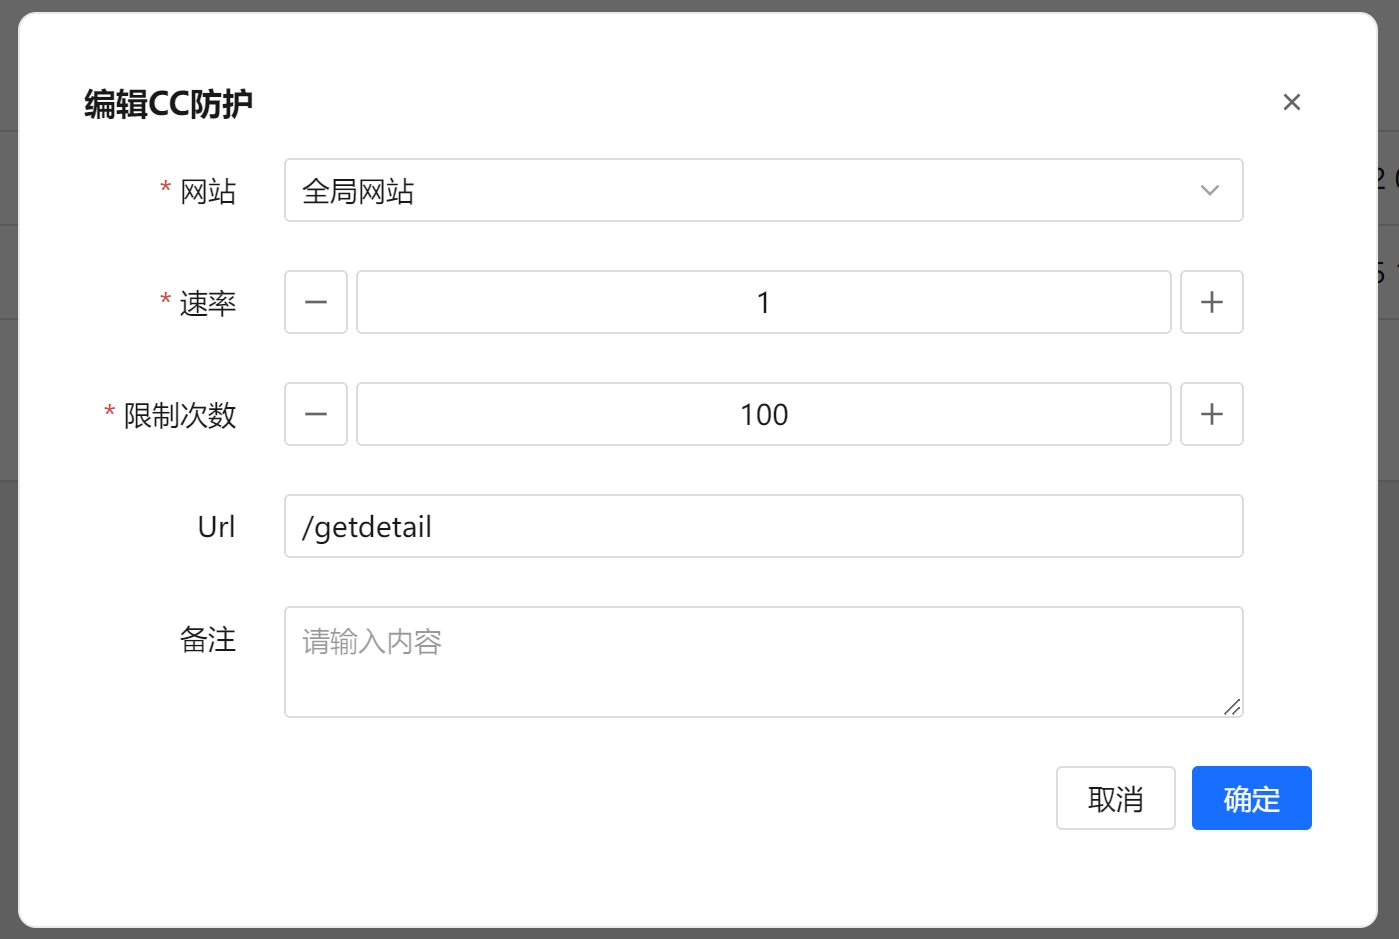 编辑CC防护
* 网站 全局网站
* 速率 1
* 限制次数 100
Url /getdetail
备注 请输入内容
取消 确定